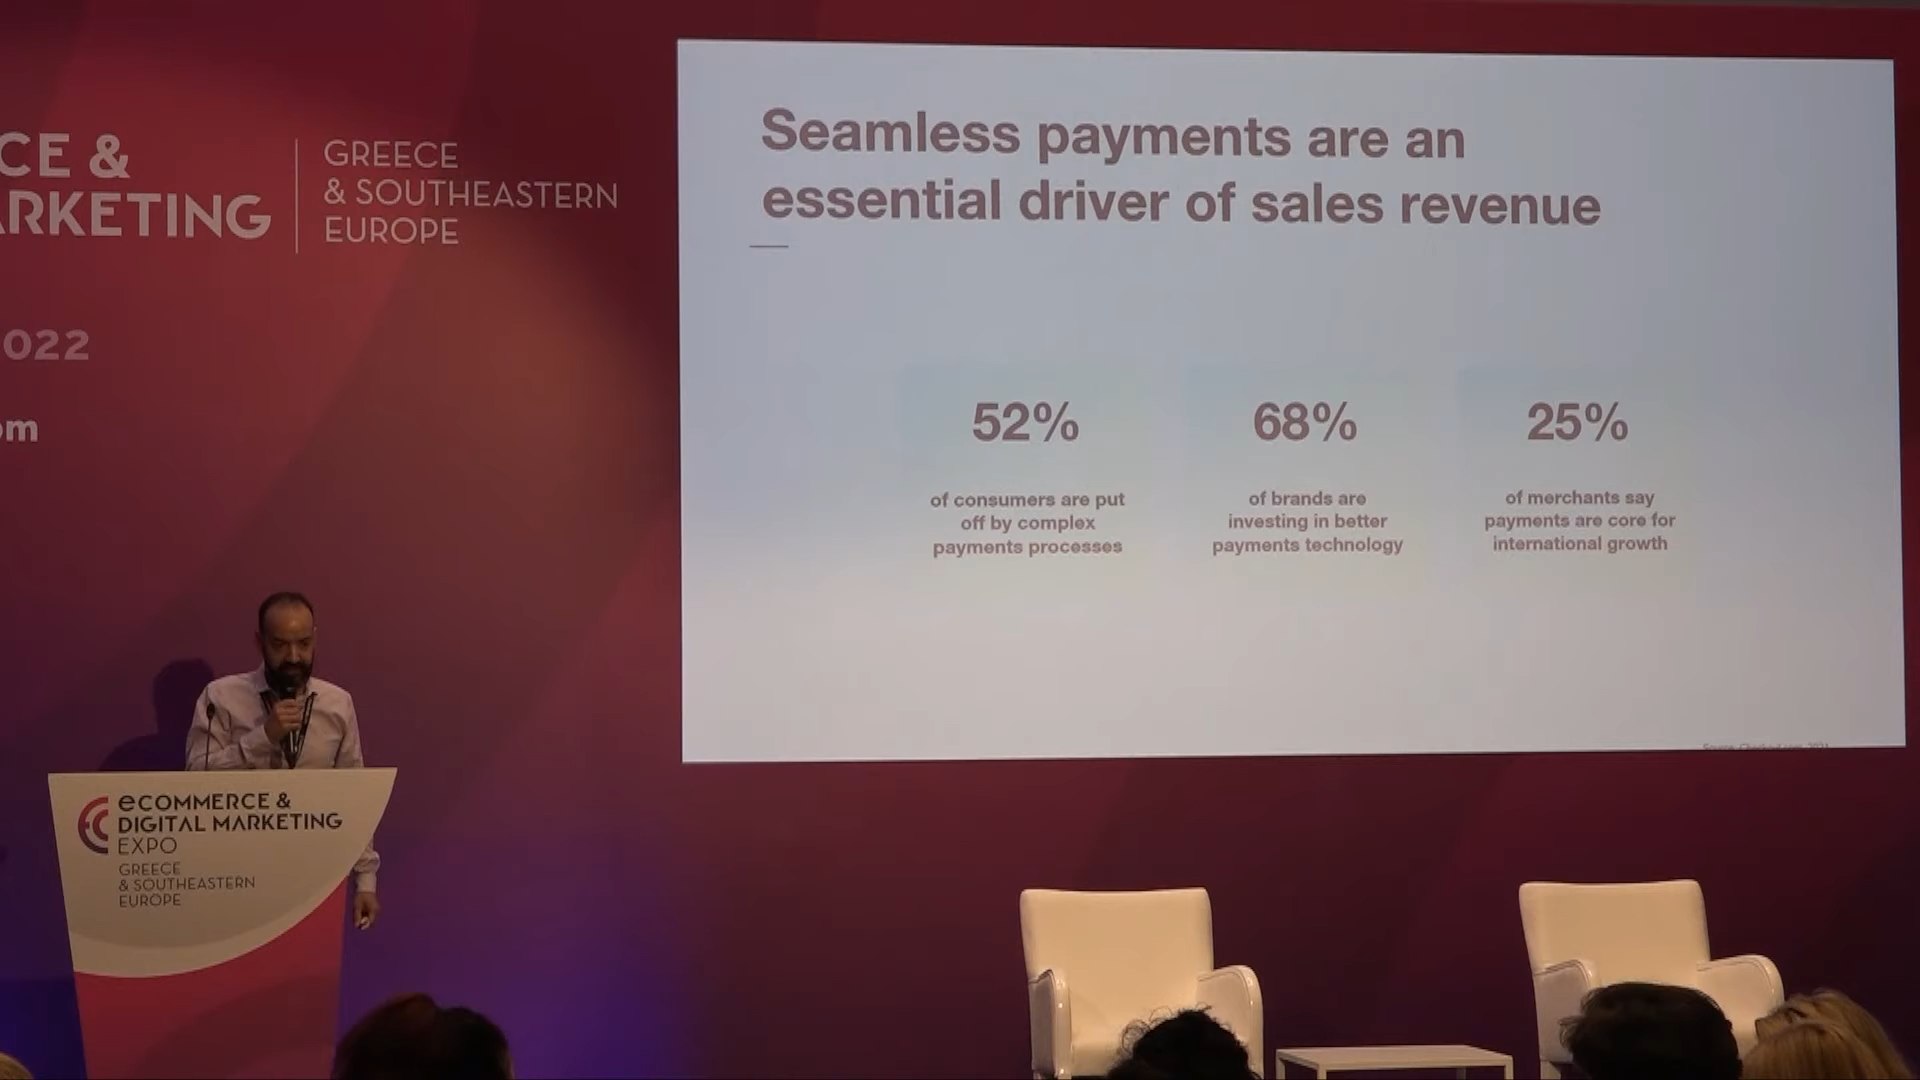 CE &
ARKETING
GREECE
& SOUTHEASTERN
EUROPE
022
om
Seamless payments are an
essential driver of sales revenue
52%
of consumers are put
off by complex
payments processes
68%
of brands are
investing in better
payments technology
25%
of merchants say
payments are core for
international growth
eCOMMERCE &
DIGITAL MARKETING
EXPO
GREECE
& SOUTHEASTERN
EUROPE